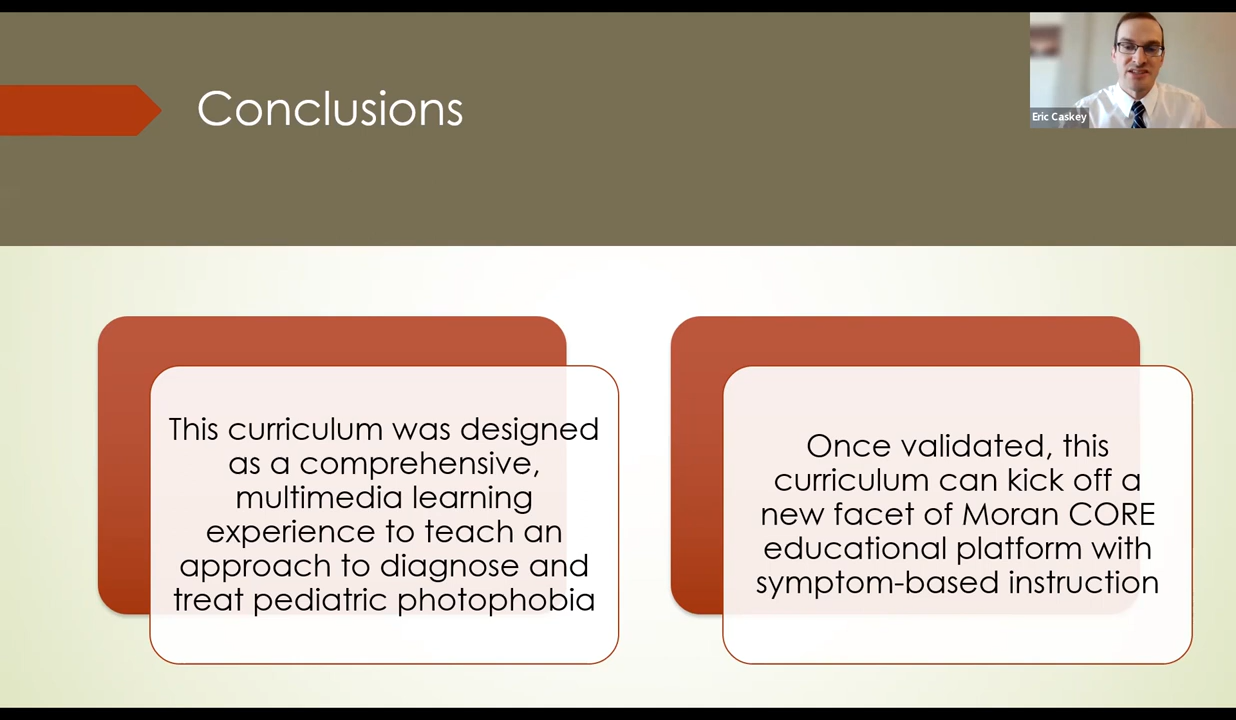 Conclusions
Eric Caskey
This curriculum was designed
as a comprehensive,
multimedia learning
experience to teach an
approach to diagnose and
treat pediatric photophobia
Once validated, this
curriculum can kick off a
new facet of Moran CORE
educational platform with
symptom-based instruction